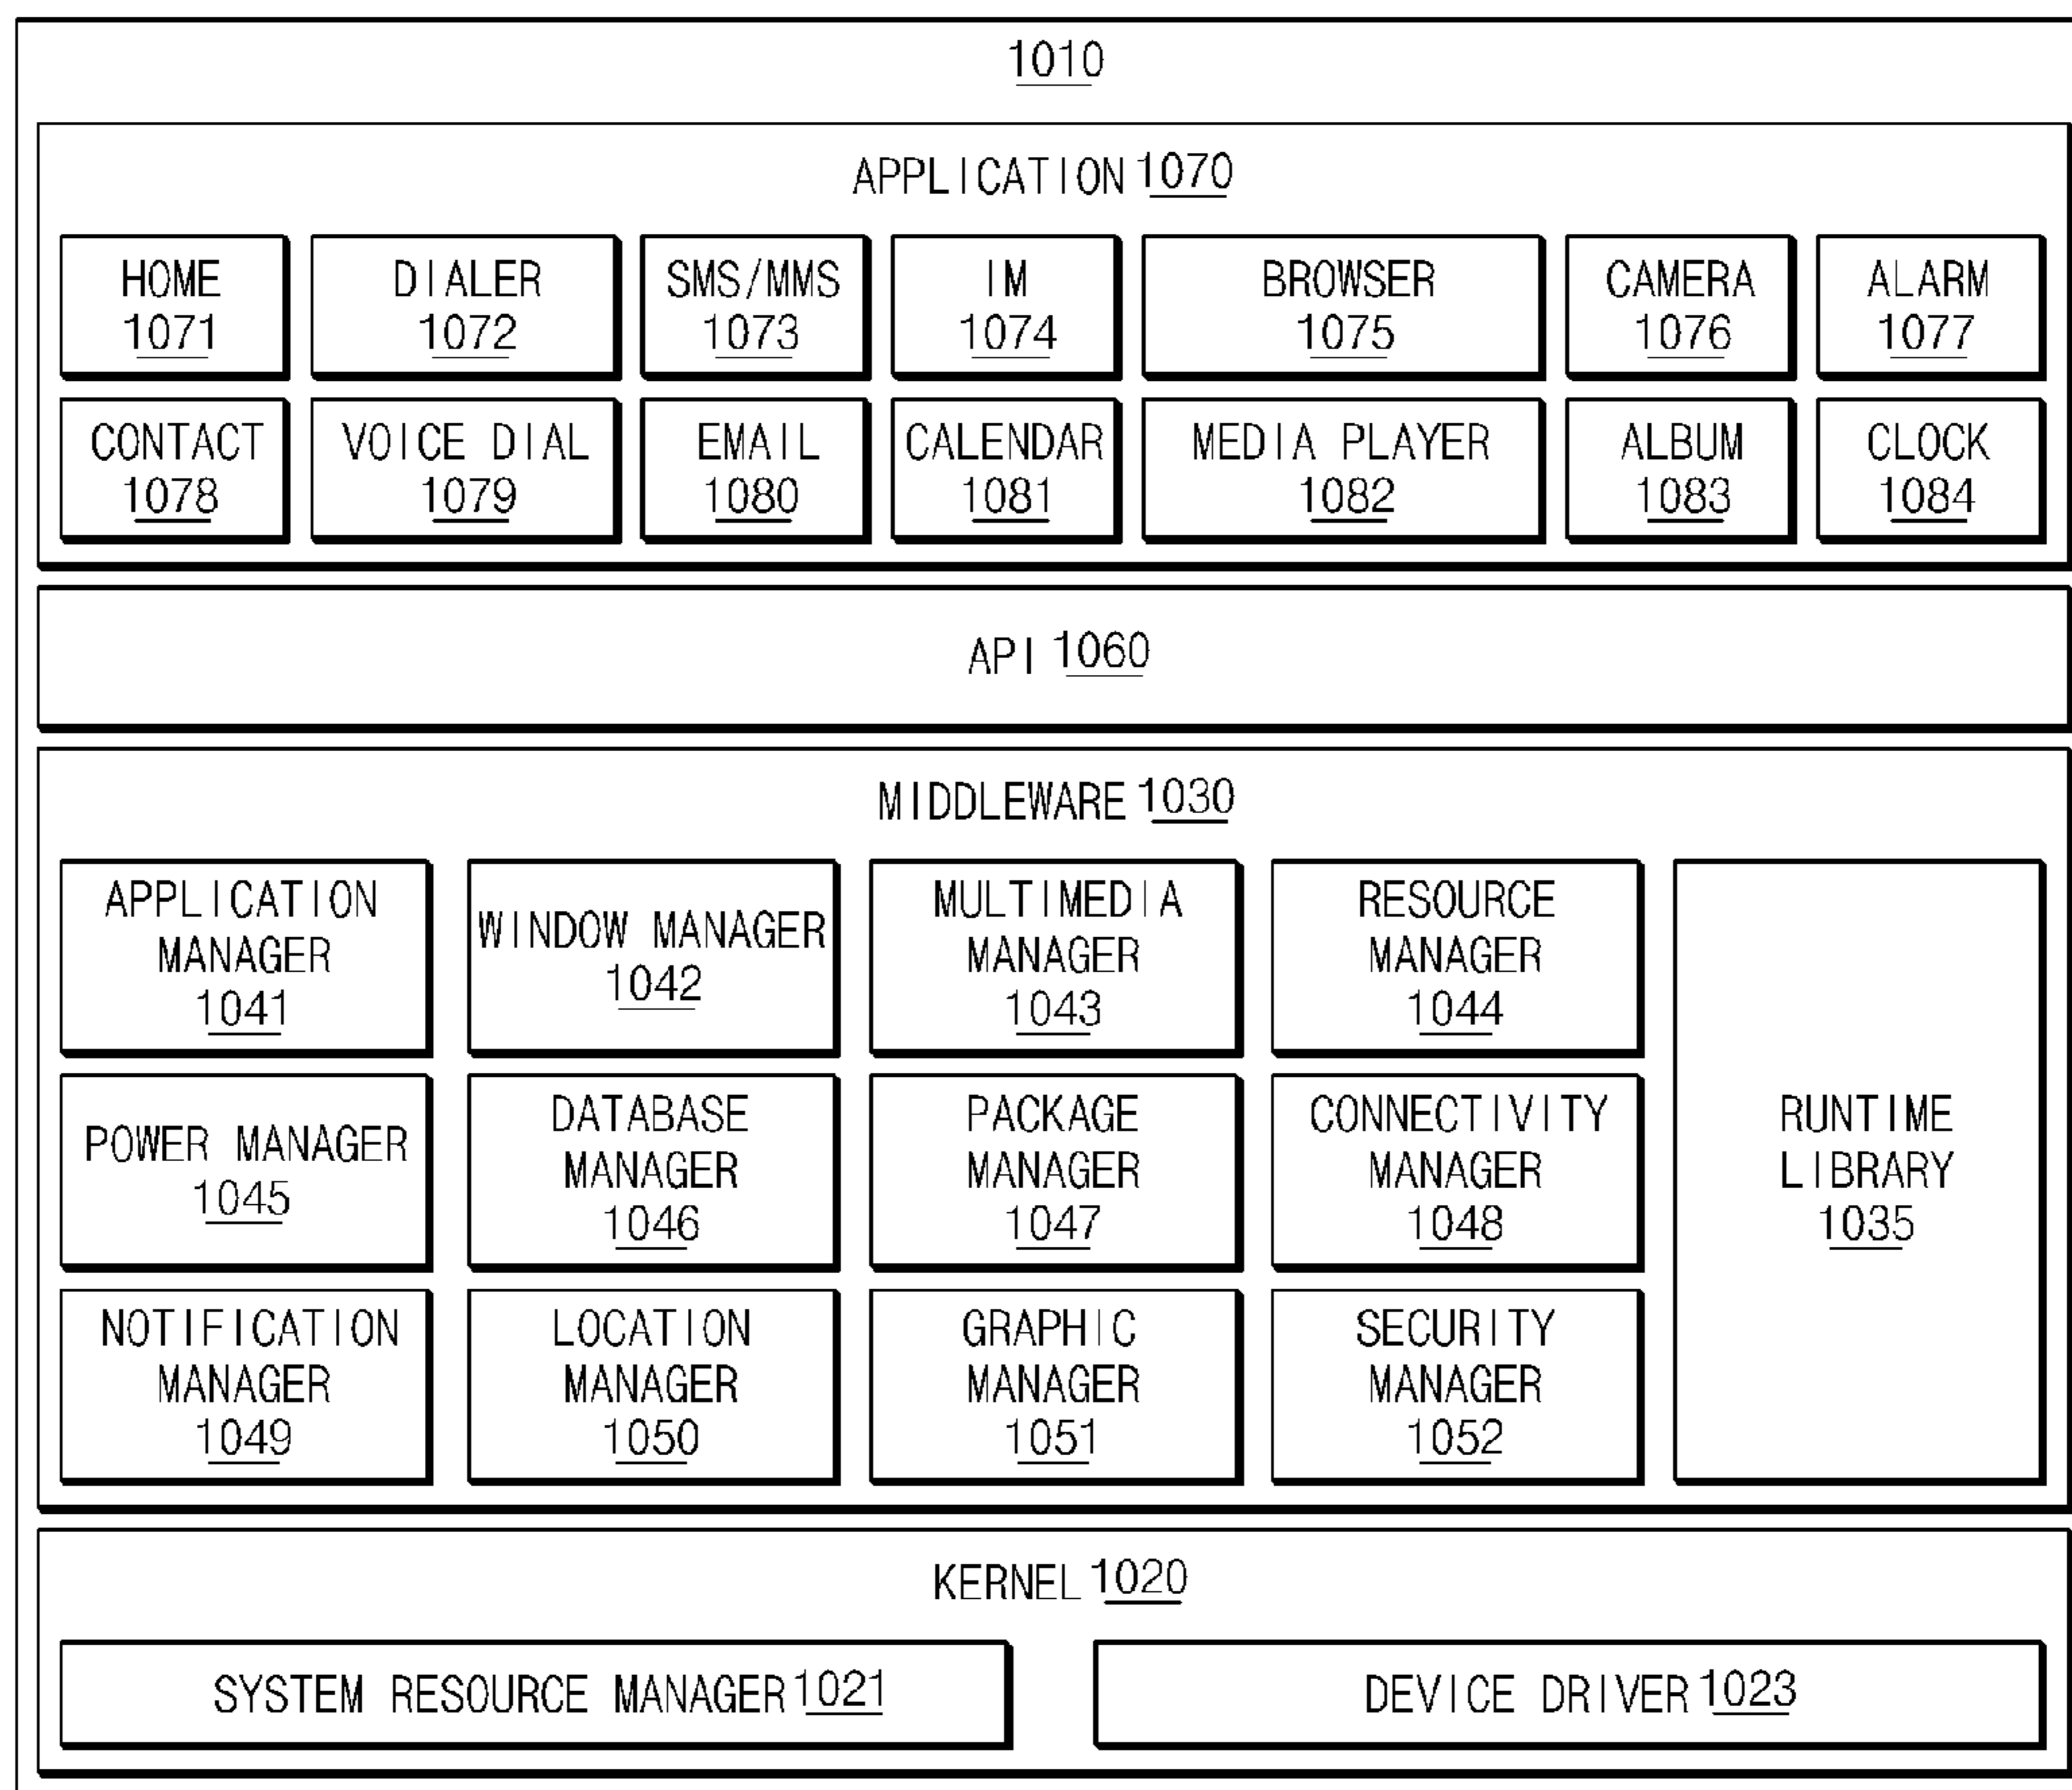 1010
APPLICATION 1070
HOME
1071
DIALER
1072
SMS/MMS
1073
IM
1074
BROWSER
1075
CAMERA
1076
ALARM
1077
CONTACT
1078
VOICE DIAL
1079
EMAIL
1080
CALENDAR
1081
MEDIA PLAYER
1082
ALBUM
1083
CLOCK
1084
API 1060
MIDDLEWARE 1030
APPLICATION
MANAGER
1041
WINDOW MANAGER
1042
MULTIMEDIA
MANAGER
1043
RESOURCE
MANAGER
1044
POWER MANAGER
1045
DATABASE
MANAGER
1046
PACKAGE
MANAGER
1047
CONNECTIVITY
MANAGER
1048
RUNTIME
LIBRARY
1035
NOTIFICATION
MANAGER
1049
LOCATION
MANAGER
1050
GRAPHIC
MANAGER
1051
SECURITY
MANAGER
1052
KERNEL 1020
SYSTEM RESOURCE MANAGER 1021
DEVICE DRIVER 1023